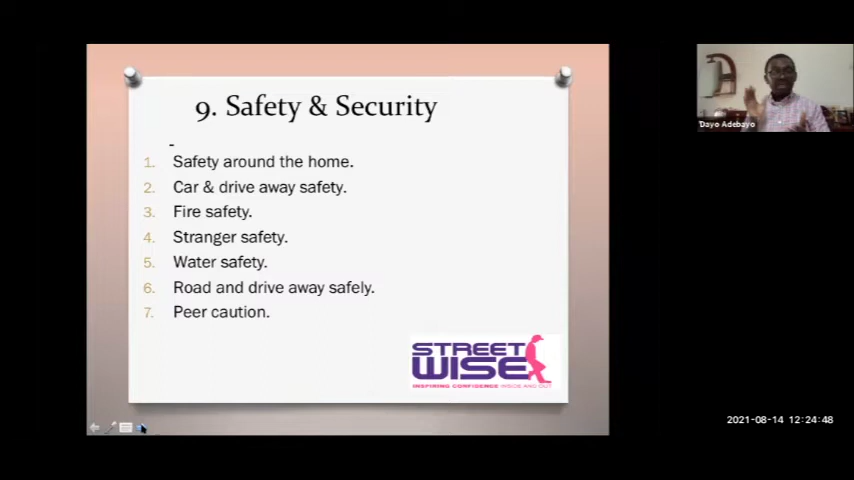 9. Safety & Security
-
1. Safety around the home.
2. Car & drive away safety.
3. Fire safety.
4. Stranger safety.
5. Water safety.
6. Road and drive away safely.
7. Peer caution.
STREET
WISE
INSPIRING CONFIDENCE INSIDE AND OUT
Dayo Adebayo
2021-08-14 12:24:48